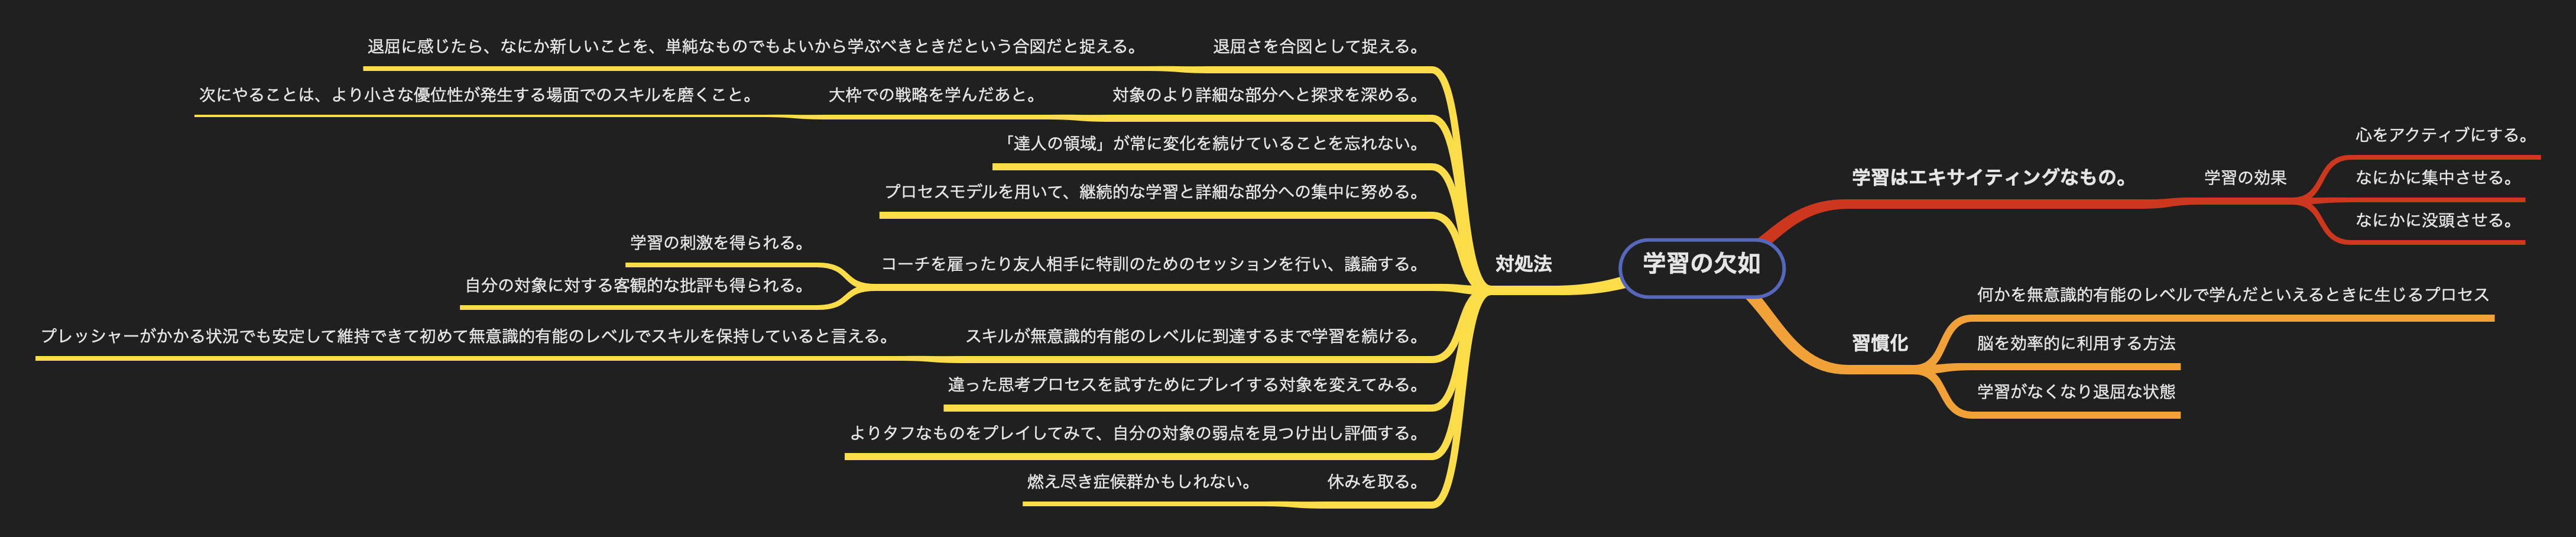 学習の欠如
学習はエキサイティングなもの。
学習の効果
心をアクティブにする。
なにかに集中させる。
なにかに没頭させる。
習慣化
何かを無意識的有能のレベルで学んだといえるときに生じるプロセス
脳を効率的に利用する方法
学習がなくなり退屈な状態
対処法
退屈さを合図として捉える。
退屈に感じたら、なにか新しいことを、単純なものでもよいから学ぶべきときだという合図だと捉える。
対象のより詳細な部分へと探求を深める。
大枠での戦略を学んだあと。
次にやることは、より小さな優位性が発生する場面でのスキルを磨くこと。
「達人の領域」が常に変化を続けていることを忘れない。
プロセスモデルを用いて、継続的な学習と詳細な部分への集中に努める。
コーチを雇ったり友人相手に特訓のためのセッションを行い、議論する。
学習の刺激を得られる。
自分の対象に対する客観的な批評も得られる。
スキルが無意識的有能のレベルに到達するまで学習を続ける。
プレッシャーがかかる状況でも安定して維持できて初めて無意識的有能のレベルでスキルを保持していると言える。
違った思考プロセスを試すためにプレイする対象を変えてみる。
よりタフなものをプレイしてみて、自分の対象の弱点を見つけ出し評価する。
休みを取る。
燃え尽き症候群かもしれない。